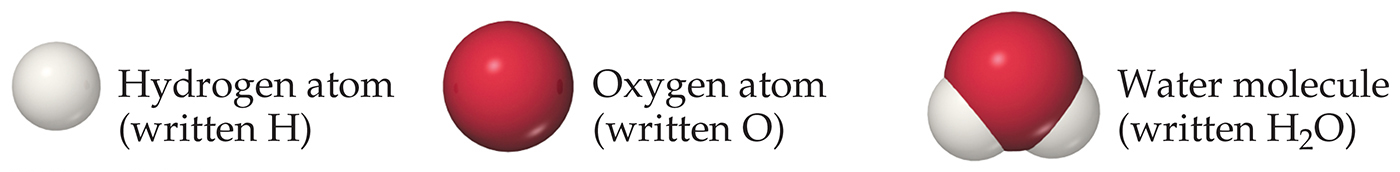 Hydrogen atom
(written H)
Oxygen atom
(written O)
Water molecule
(written H₂O)